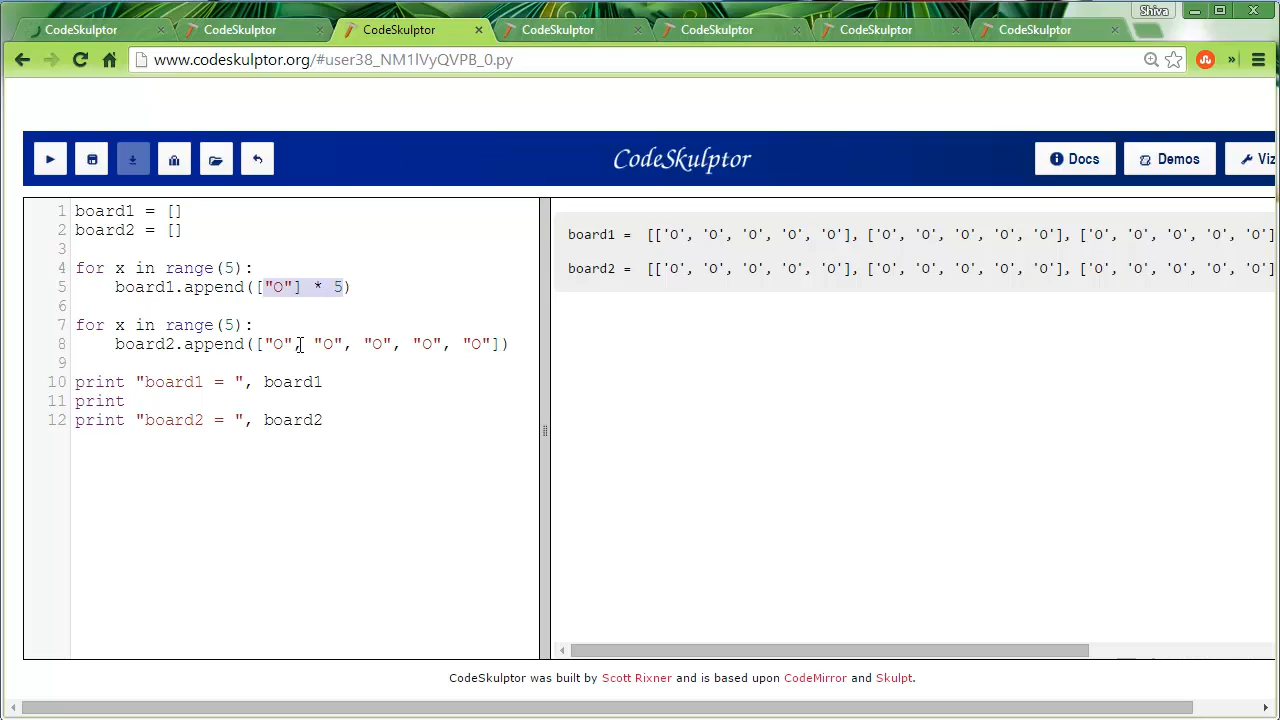 Shiva
CodeSkulptor CodeSkulptor CodeSkulptor CodeSkulptor CodeSkulptor CodeSkulptor CodeSkulptor
www.codeskulptor.org/#user38_NM1lVyQVPB_0.py
CodeSkulptor
Docs Demos Viz
1 board1 = []
2 board2 = []
3
4 for x in range(5):
5 board1.append(["O"] * 5)
6
7 for x in range(5):
8 board2.append(["O", "O", "O", "O", "O"])
9
10 print "board1 = ", board1
11 print
12 print "board2 = ", board2
board1 = [['O', 'O', 'O', 'O', 'O'], ['O', 'O', 'O', 'O', 'O'], ['O', 'O', 'O', 'O', 'O']
board2 = [['O', 'O', 'O', 'O', 'O'], ['O', 'O', 'O', 'O', 'O'], ['O', 'O', 'O', 'O', 'O']
CodeSkulptor was built by Scott Rixner and is based upon CodeMirror and Skulpt.